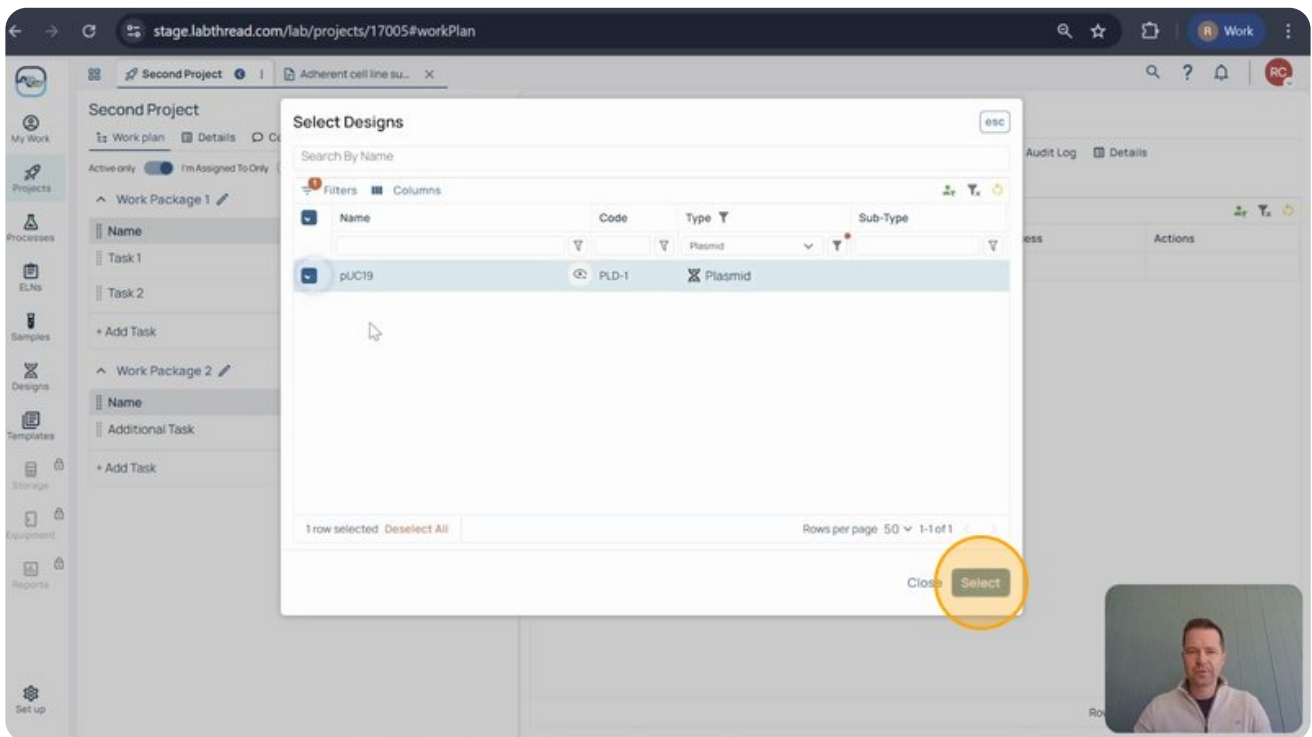 stage.labthread.com/lab/projects/17005#workPlan
R Work
Second Project
Adherent cell line su...
RC
My Work
Projects
Processes
ELNs
Samples
Designs
Templates
Storage
Equipment
Reports
Set up
Second Project
Work plan Details Co
Active only I'm Assigned To Only
Work Package 1
Name
Task 1
Task 2
+ Add Task
Work Package 2
Name
Additional Task
+ Add Task
Select Designs
esc
Search By Name
1
Filters Columns
Name Code Type Sub-Type
Plasmid
pUC19 PLD-1 Plasmid
1 row selected Deselect All
Rows per page 50 1-1 of 1
Close Select
Audit Log Details
ess Actions
Ro